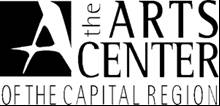 the ARTS
CENTER
OF THE CAPITAL REGION